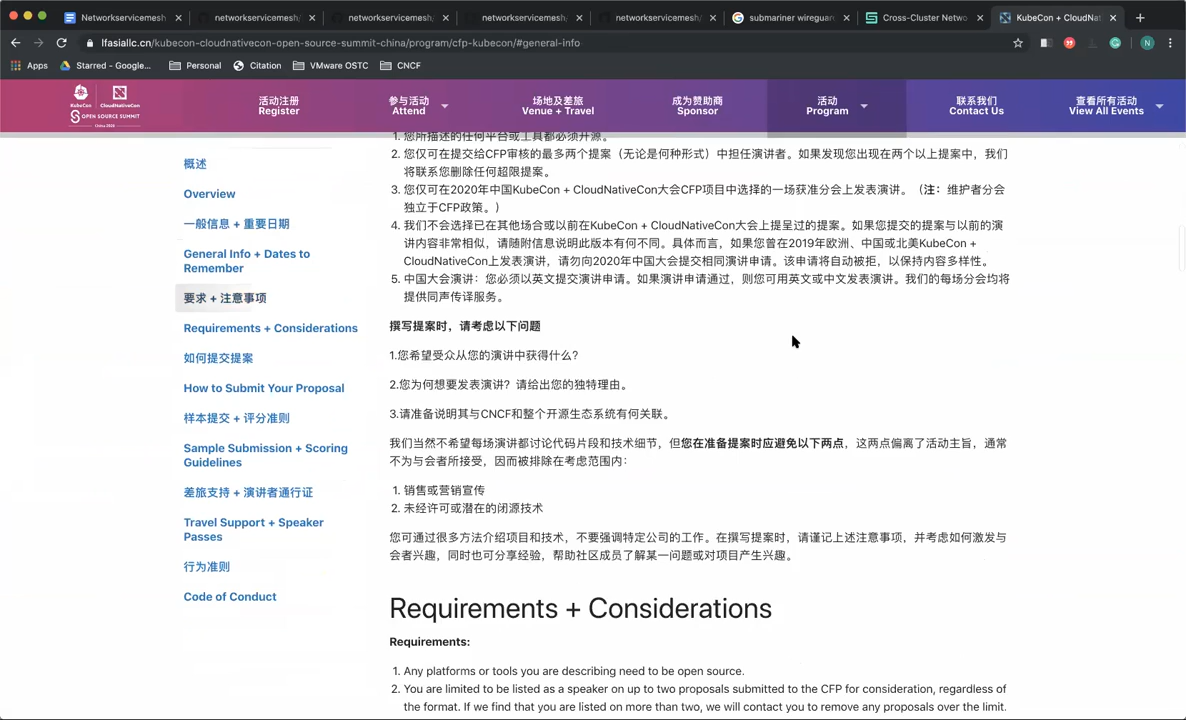 Networkservicemesh
networkservicemesh/
networkservicemesh/
networkservicemesh/
networkservicemesh/
submariner wireguar
Cross-Cluster Netwo
KubeCon + CloudNat
lfasiallc.cn/kubecon-cloudnativecon-open-source-summit-china/program/cfp-kubecon/#general-info
N
Apps
Starred - Google...
Personal
Citation
VMware OSTC
CNCF
KubeCon
CloudNativeCon
OPEN SOURCE SUMMIT
China 2020
活动注册
Register
参与活动
Attend
场地及差旅
Venue + Travel
成为赞助商
Sponsor
活动
Program
联系我们
Contact Us
查看所有活动
View All Events
概述
Overview
一般信息 + 重要日期
General Info + Dates to
Remember
要求 + 注意事项
Requirements + Considerations
如何提交提案
How to Submit Your Proposal
样本提交 + 评分准则
Sample Submission + Scoring
Guidelines
差旅支持 + 演讲者通行证
Travel Support + Speaker
Passes
行为准则
Code of Conduct
1. 您所描述的任何平台或工具都必须开源。
2. 您仅可在提交给CFP审核的最多两个提案（无论是何种形式）中担任演讲者。如果发现您出现在两个以上提案中，我们
将联系您删除任何超限提案。
3. 您仅可在2020年中国KubeCon + CloudNativeCon大会CFP项目中选择的一场获准分会上发表演讲。（注：维护者分会
独立于CFP政策。）
4. 我们不会选择已在其他场合或以前在KubeCon + CloudNativeCon大会上提呈过的提案。如果您提交的提案与以前的演
讲内容非常相似，请随附信息说明此版本有何不同。具体而言，如果您曾在2019年欧洲、中国或北美KubeCon +
CloudNativeCon上发表演讲，请勿向2020年中国大会提交相同演讲申请。该申请将自动被拒，以保持内容多样性。
5. 中国大会演讲：您必须以英文提交演讲申请。如果演讲申请通过，则您可用英文或中文发表演讲。我们的每场分会均将
提供同声传译服务。
撰写提案时，请考虑以下问题
1.您希望受众从您的演讲中获得什么？
2.您为何想要发表演讲？请给出您的独特理由。
3.请准备说明其与CNCF和整个开源生态系统有何关联。
我们当然不希望每场演讲都讨论代码片段和技术细节，但您在准备提案时应避免以下两点，这两点偏离了活动主旨，通常
不为与会者所接受，因而被排除在考虑范围内：
1. 销售或营销宣传
2. 未经许可或潜在的闭源技术
您可通过很多方法介绍项目和技术，不要强调特定公司的工作。在撰写提案时，请谨记上述注意事项，并考虑如何激发与
会者兴趣，同时也可分享经验，帮助社区成员了解某一问题或对项目产生兴趣。
Requirements + Considerations
Requirements:
1. Any platforms or tools you are describing need to be open source.
2. You are limited to be listed as a speaker on up to two proposals submitted to the CFP for consideration, regardless of
the format. If we find that you are listed on more than two, we will contact you to remove any proposals over the limit.